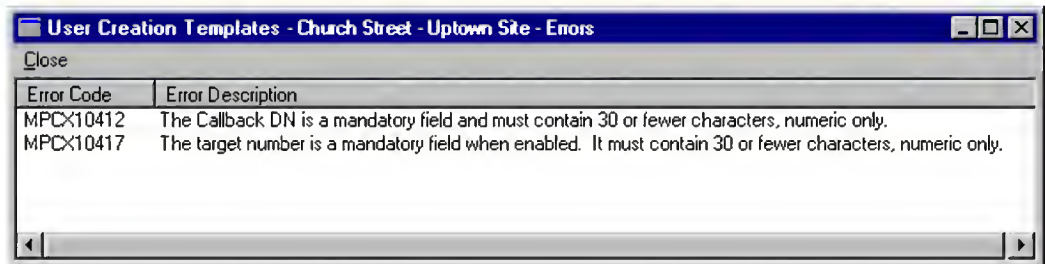 User Creation Templates - Church Street - Uptown Site - Errors
Close
Error Code Error Description
MPCX10412 The Callback DN is a mandatory field and must contain 30 or fewer characters, numeric only.
MPCX10417 The target number is a mandatory field when enabled. It must contain 30 or fewer characters, numeric only.